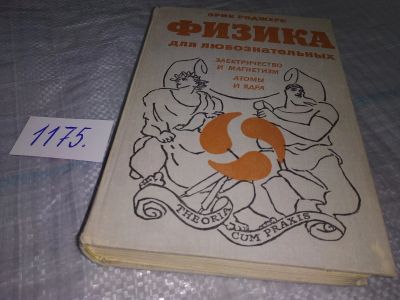 ЭРИК РОДЖЕРС
ФИЗИКА
ДЛЯ ЛЮБОЗНАТЕЛЬНЫХ
ЭЛЕКТРИЧЕСТВО
И МАГНЕТИЗМ
АТОМЫ
И ЯДРА
1175.
THEORIA
CUM PRAXIS